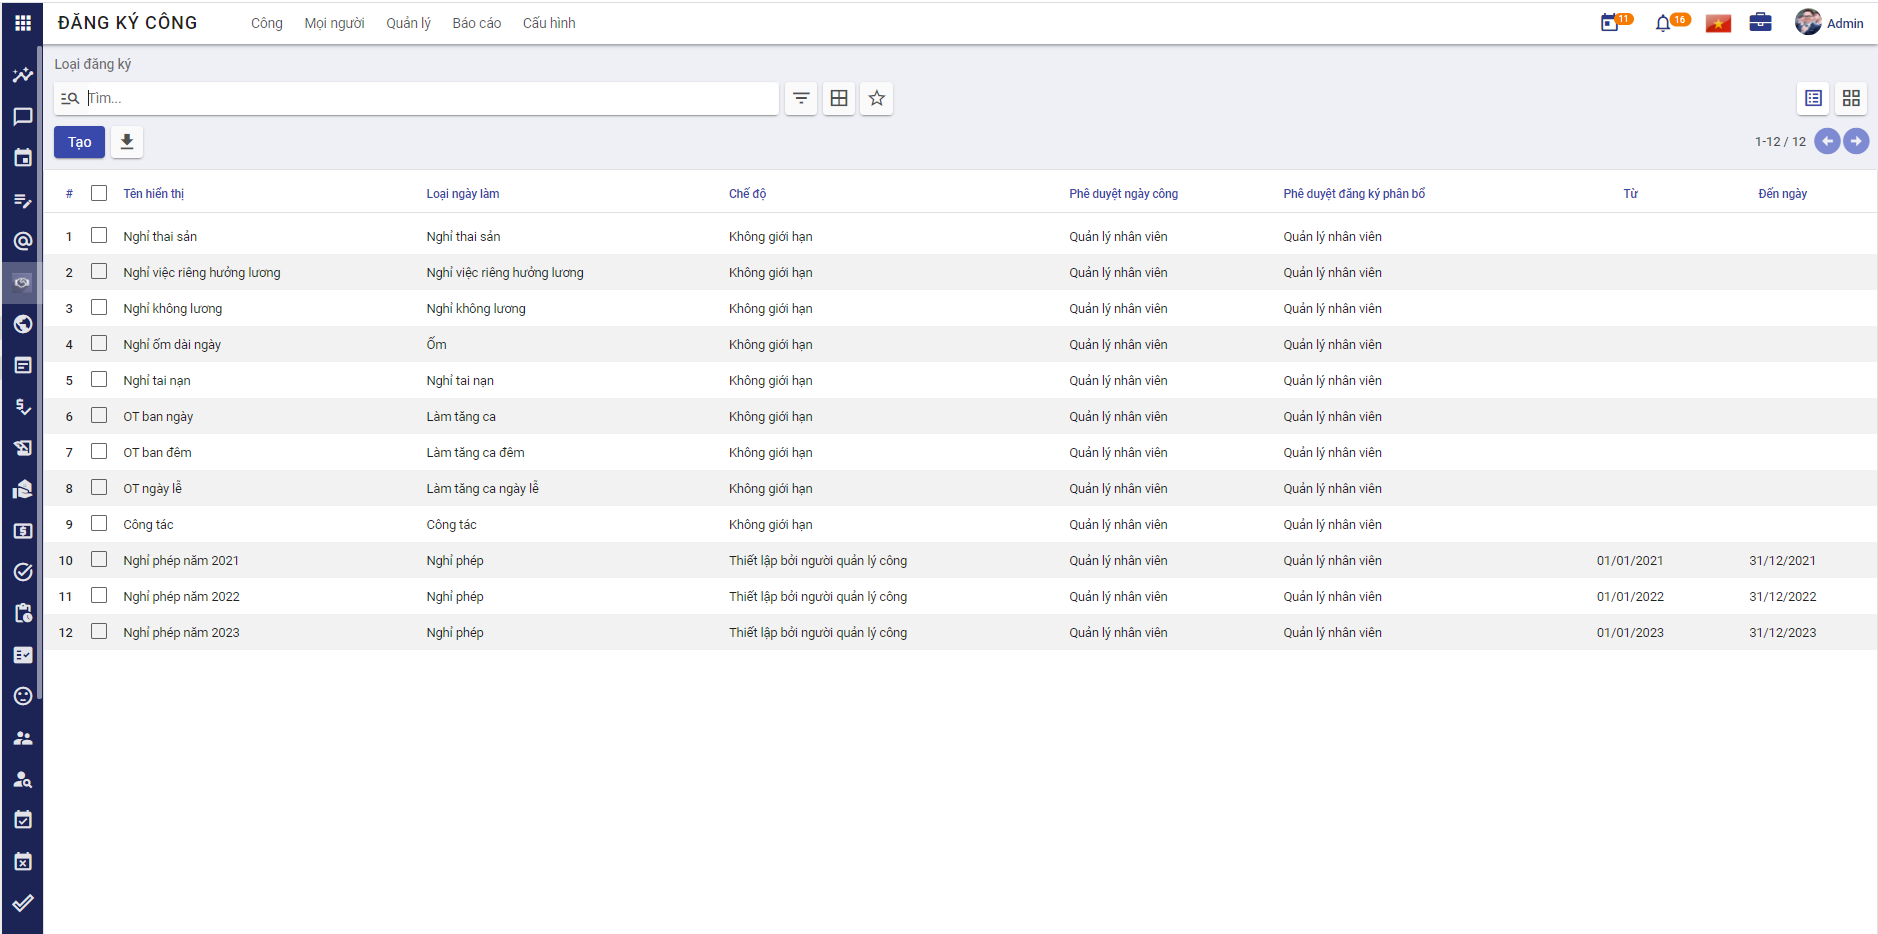 ĐĂNG KÝ CÔNG Công Mọi người Quản lý Báo cáo Cấu hình 11 16 Admin
Loại đăng ký
Tìm...
Tạo 1-12 / 12
# Tên hiển thị Loại ngày làm Chế độ Phê duyệt ngày công Phê duyệt đăng ký phân bổ Từ Đến ngày
1 Nghỉ thai sản Nghỉ thai sản Không giới hạn Quản lý nhân viên Quản lý nhân viên
2 Nghỉ việc riêng hưởng lương Nghỉ việc riêng hưởng lương Không giới hạn Quản lý nhân viên Quản lý nhân viên
3 Nghỉ không lương Nghỉ không lương Không giới hạn Quản lý nhân viên Quản lý nhân viên
4 Nghỉ ốm dài ngày Ốm Không giới hạn Quản lý nhân viên Quản lý nhân viên
5 Nghỉ tai nạn Nghỉ tai nạn Không giới hạn Quản lý nhân viên Quản lý nhân viên
6 OT ban ngày Làm tăng ca Không giới hạn Quản lý nhân viên Quản lý nhân viên
7 OT ban đêm Làm tăng ca đêm Không giới hạn Quản lý nhân viên Quản lý nhân viên
8 OT ngày lễ Làm tăng ca ngày lễ Không giới hạn Quản lý nhân viên Quản lý nhân viên
9 Công tác Công tác Không giới hạn Quản lý nhân viên Quản lý nhân viên
10 Nghỉ phép năm 2021 Nghỉ phép Thiết lập bởi người quản lý công Quản lý nhân viên Quản lý nhân viên 01/01/2021 31/12/2021
11 Nghỉ phép năm 2022 Nghỉ phép Thiết lập bởi người quản lý công Quản lý nhân viên Quản lý nhân viên 01/01/2022 31/12/2022
12 Nghỉ phép năm 2023 Nghỉ phép Thiết lập bởi người quản lý công Quản lý nhân viên Quản lý nhân viên 01/01/2023 31/12/2023